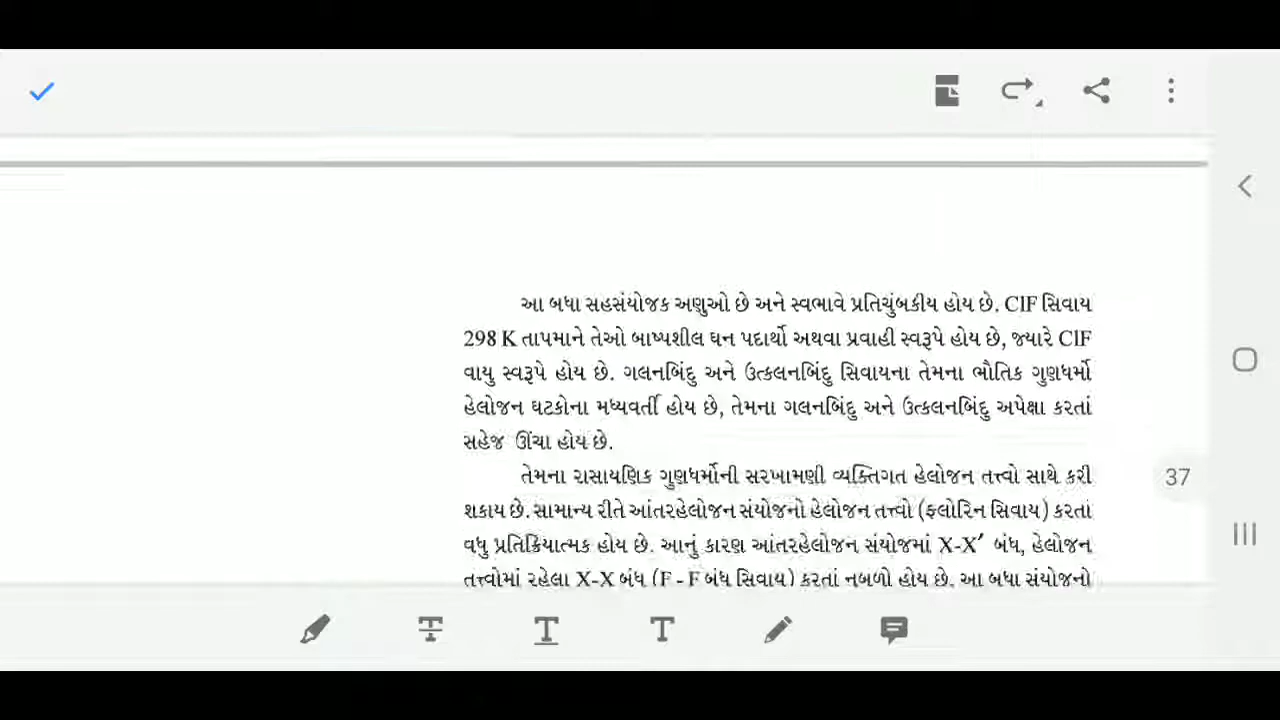 આ બધા સહસંયોજક અણુઓ છે અને સ્વભાવે પ્રતિચુંબકીય હોય છે. ClF સિવાય
298 K તાપમાને તેઓ બાષ્પશીલ ઘન પદાર્થો અથવા પ્રવાહી સ્વરૂપે હોય છે, જ્યારે ClF
વાયુ સ્વરૂપે હોય છે. ગલનબિંદુ અને ઉત્કલનબિંદુ સિવાયના તેમના ભૌતિક ગુણધર્મો
હેલોજન ઘટકોના મધ્યવર્તી હોય છે, તેમના ગલનબિંદુ અને ઉત્કલનબિંદુ અપેક્ષા કરતાં
સહેજ ઊંચા હોય છે.
તેમના રાસાયણિક ગુણધર્મોની સરખામણી વ્યક્તિગત હેલોજન તત્ત્વો સાથે કરી
37
શકાય છે. સામાન્ય રીતે આંતરહેલોજન સંયોજનો હેલોજન તત્ત્વો (ફ્લોરિન સિવાય) કરતાં
વધુ પ્રતિક્રિયાત્મક હોય છે. આનું કારણ આંતરહેલોજન સંયોજમાં X-X′ બંધ, હેલોજન
તત્ત્વોમાં રહેલા X-X બંધ (F - F બંધ સિવાય) કરતાં નબળો હોય છે. આ બધા સંયોજનો